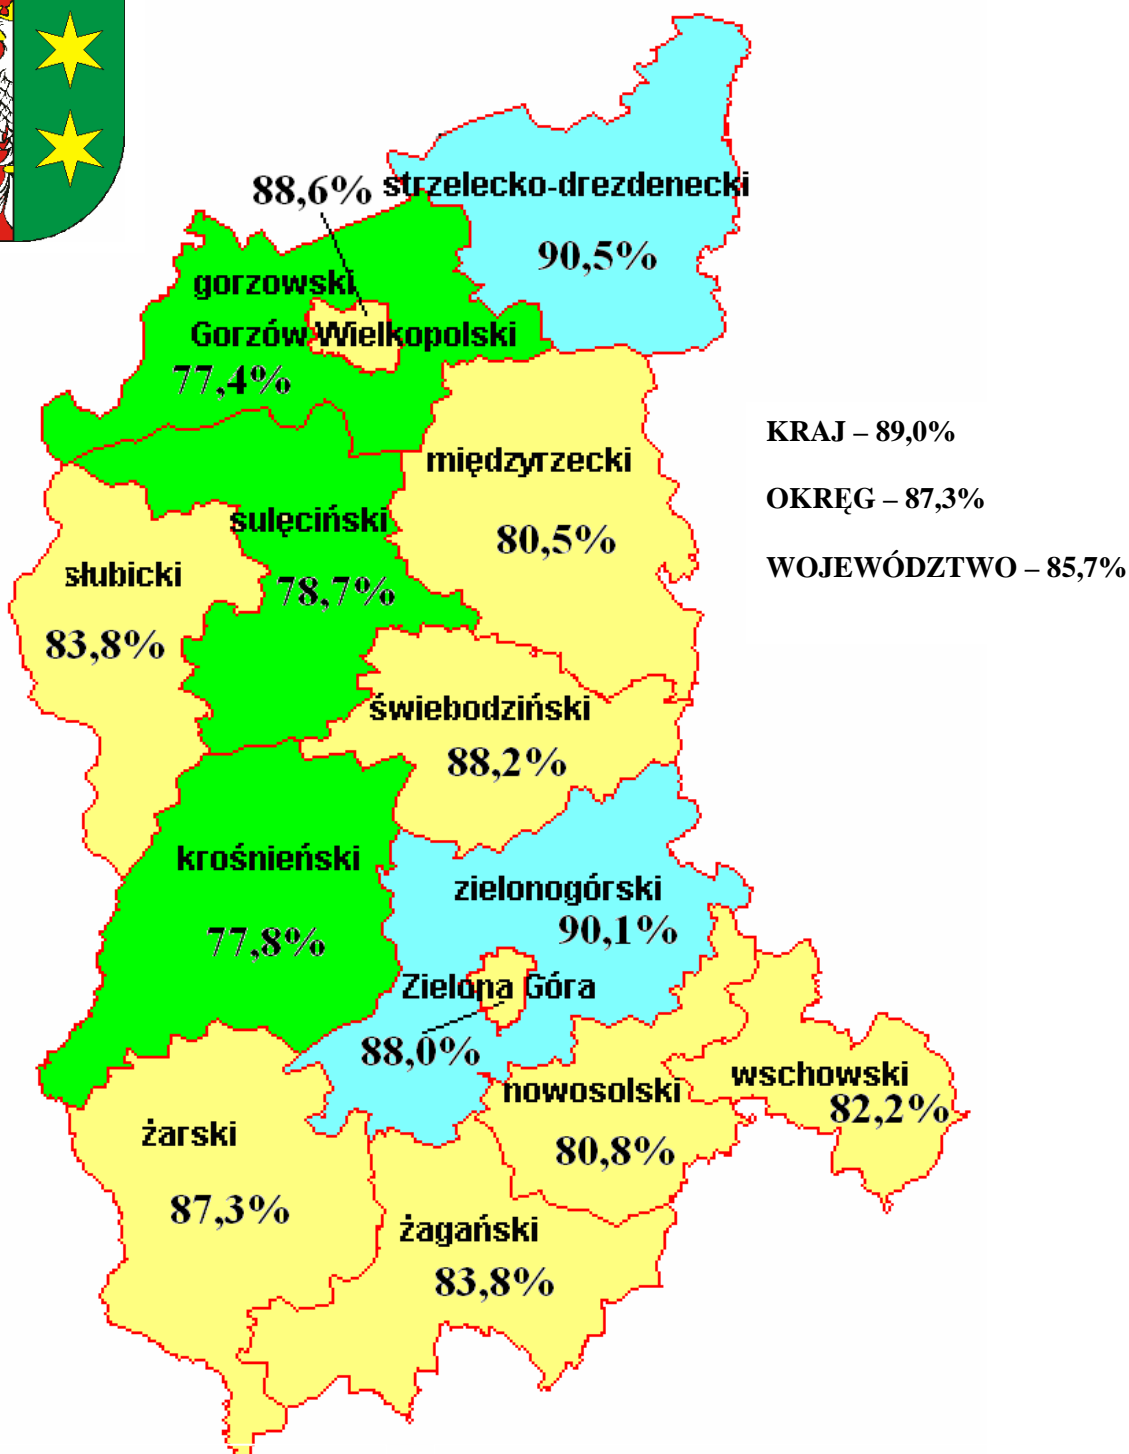 88,6%
strzelecko-drezdenecki
90,5%
gorzowski
Gorzów Wielkopolski
77,4%
KRAJ – 89,0%
międzyrzecki
OKRĘG – 87,3%
sulęciński
80,5%
słubicki
WOJEWÓDZTWO – 85,7%
78,7%
83,8%
świebodziński
88,2%
krośnieński
zielonogórski
90,1%
77,8%
Zielona Góra
88,0%
wschowski
nowosolski
82,2%
żarski
80,8%
87,3%
żagański
83,8%